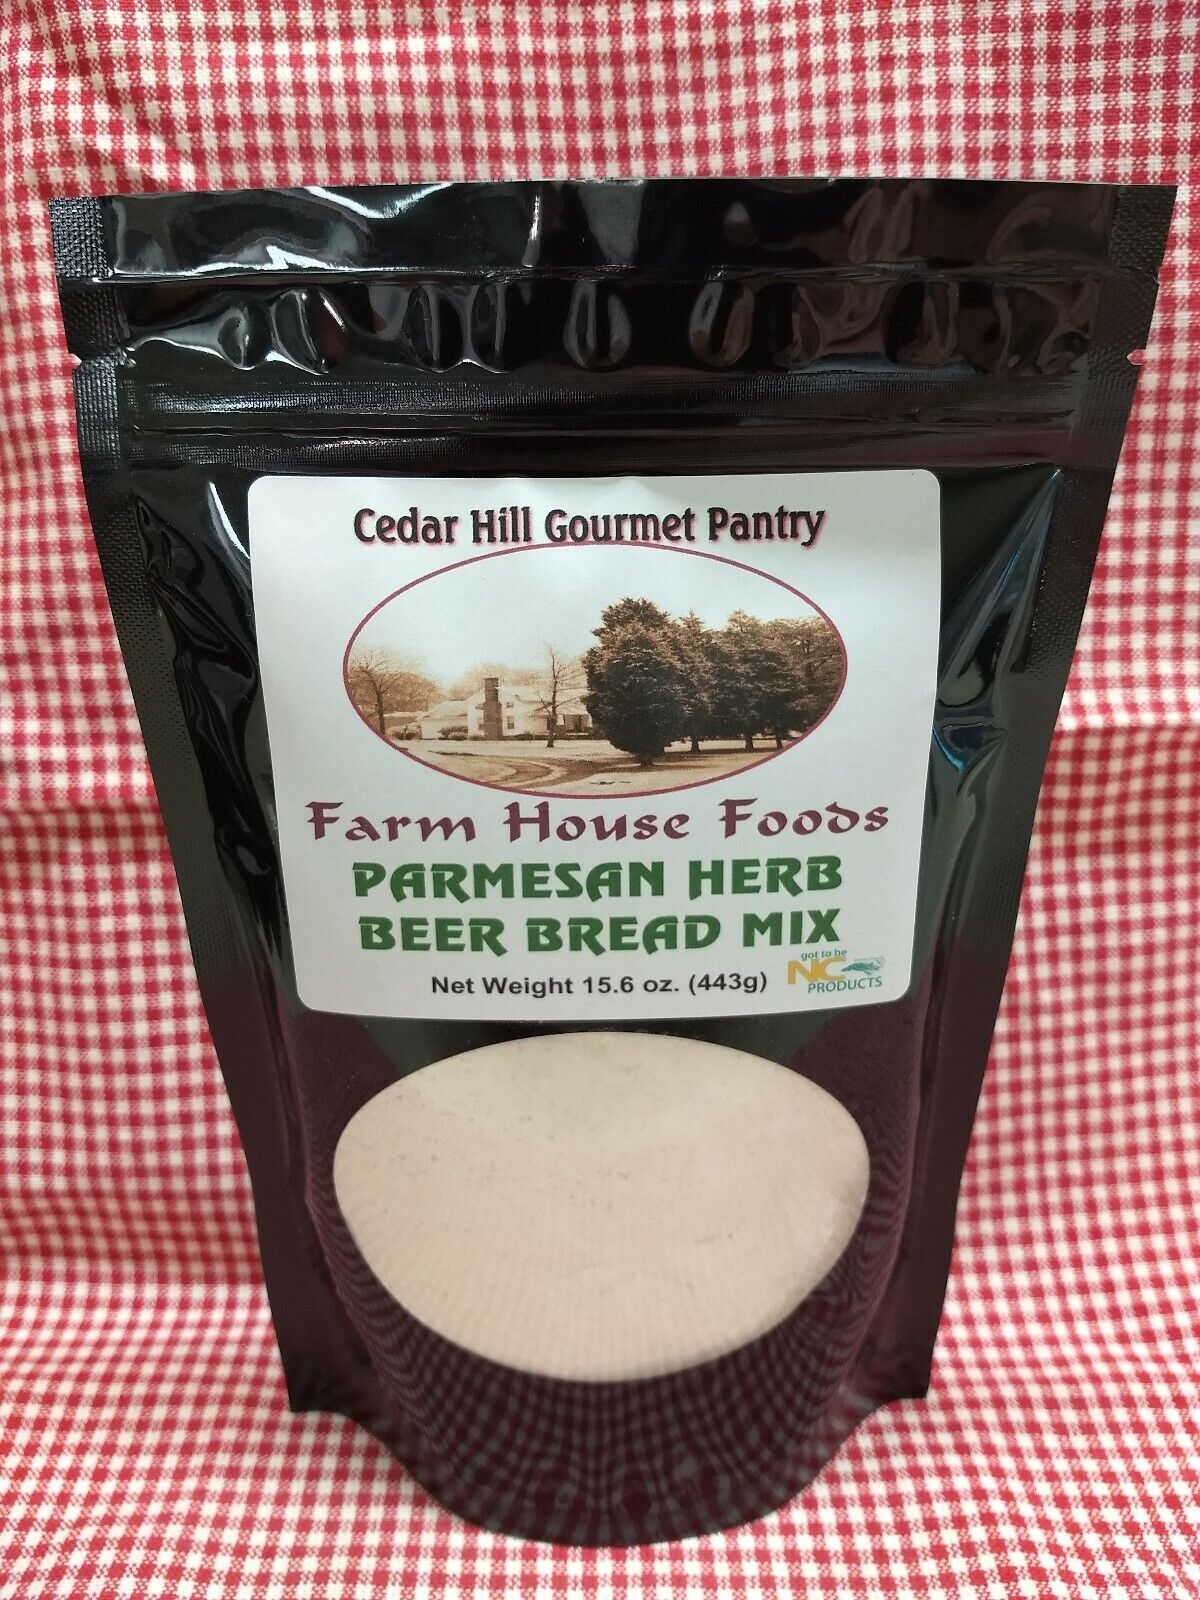 Cedar Hill Gourmet Pantry
Farm House Foods
PARMESAN HERB
BEER BREAD MIX
Net Weight 15.6 oz. (443g)
got to be
NC
PRODUCTS